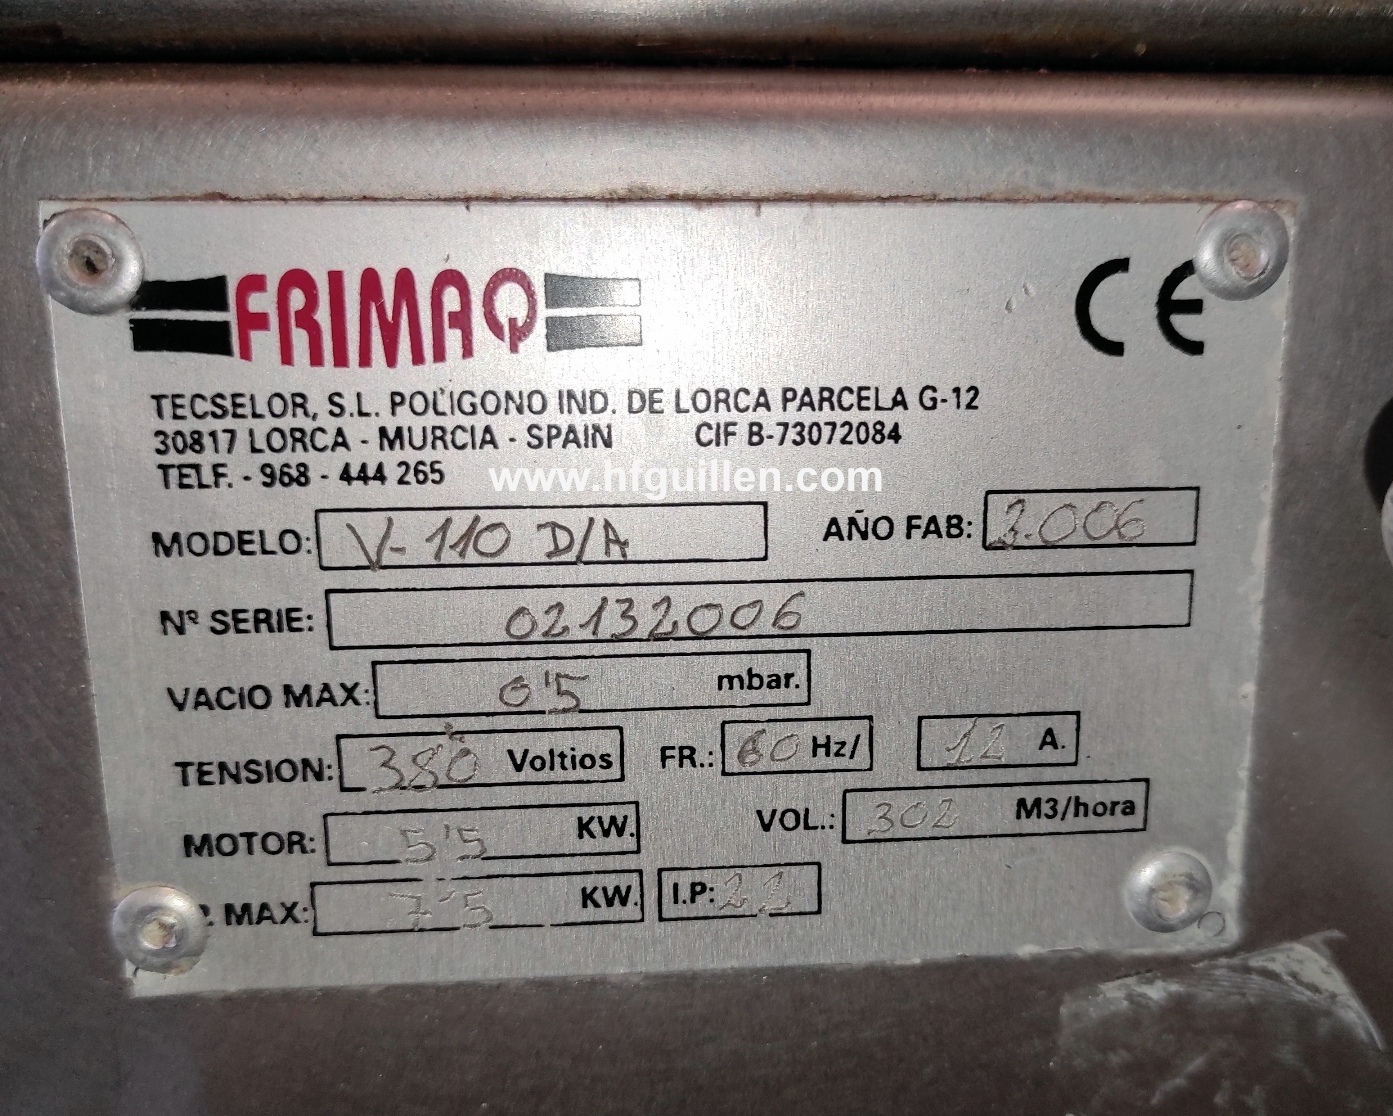 FRIMAQ CE
TECSELOR, S.L. POLIGONO IND. DE LORCA PARCELA G-12
30817 LORCA - MURCIA - SPAIN CIF B-73072084
TELF. - 968 - 444 265
www.hfguillen.com
MODELO: V-110 D/A AÑO FAB: 2.006
Nº SERIE: 02132006
VACIO MAX: 0'5 mbar.
TENSION: 380 Voltios FR.: 60 Hz/ 12 A.
MOTOR: 5'5 KW. VOL.: 302 M3/hora
MAX: 7'5 KW. I.P: 22